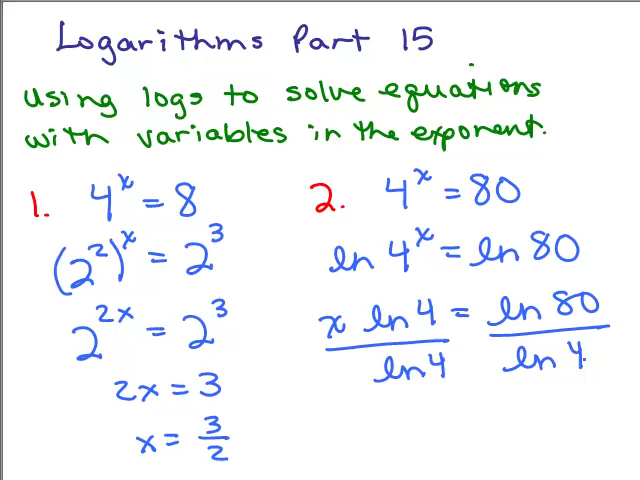 Logarithms Part 15
Using logs to solve equations
with variables in the exponent.
1. 4^x = 8
(2^2)^x = 2^3
2^2x = 2^3
2x = 3
x = 3/2
2. 4^x = 80
ln 4^x = ln 80
x ln 4 / ln 4 = ln 80 / ln 4